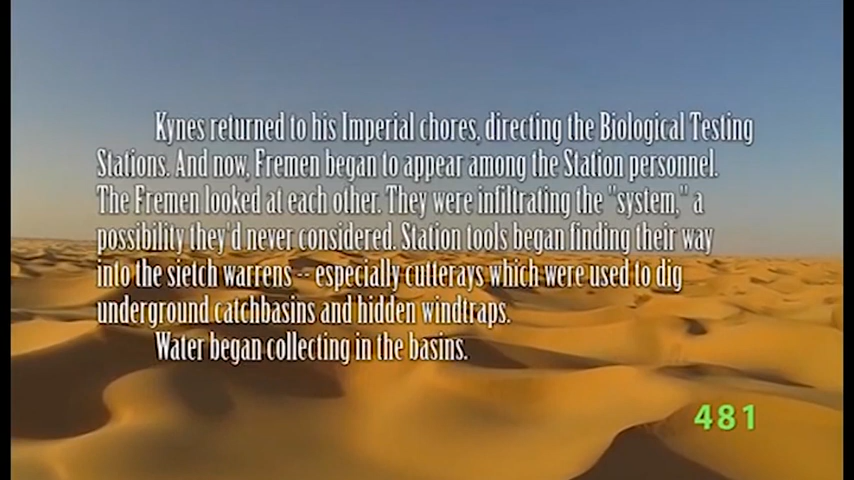 Kynes returned to his Imperial chores, directing the Biological Testing
Stations. And now, Fremen began to appear among the Station personnel.
The Fremen looked at each other. They were infiltrating the "system," a
possibility they'd never considered. Station tools began finding their way
into the sietch warrens -- especially cutterays which were used to dig
underground catchbasins and hidden windtraps.
Water began collecting in the basins.
481